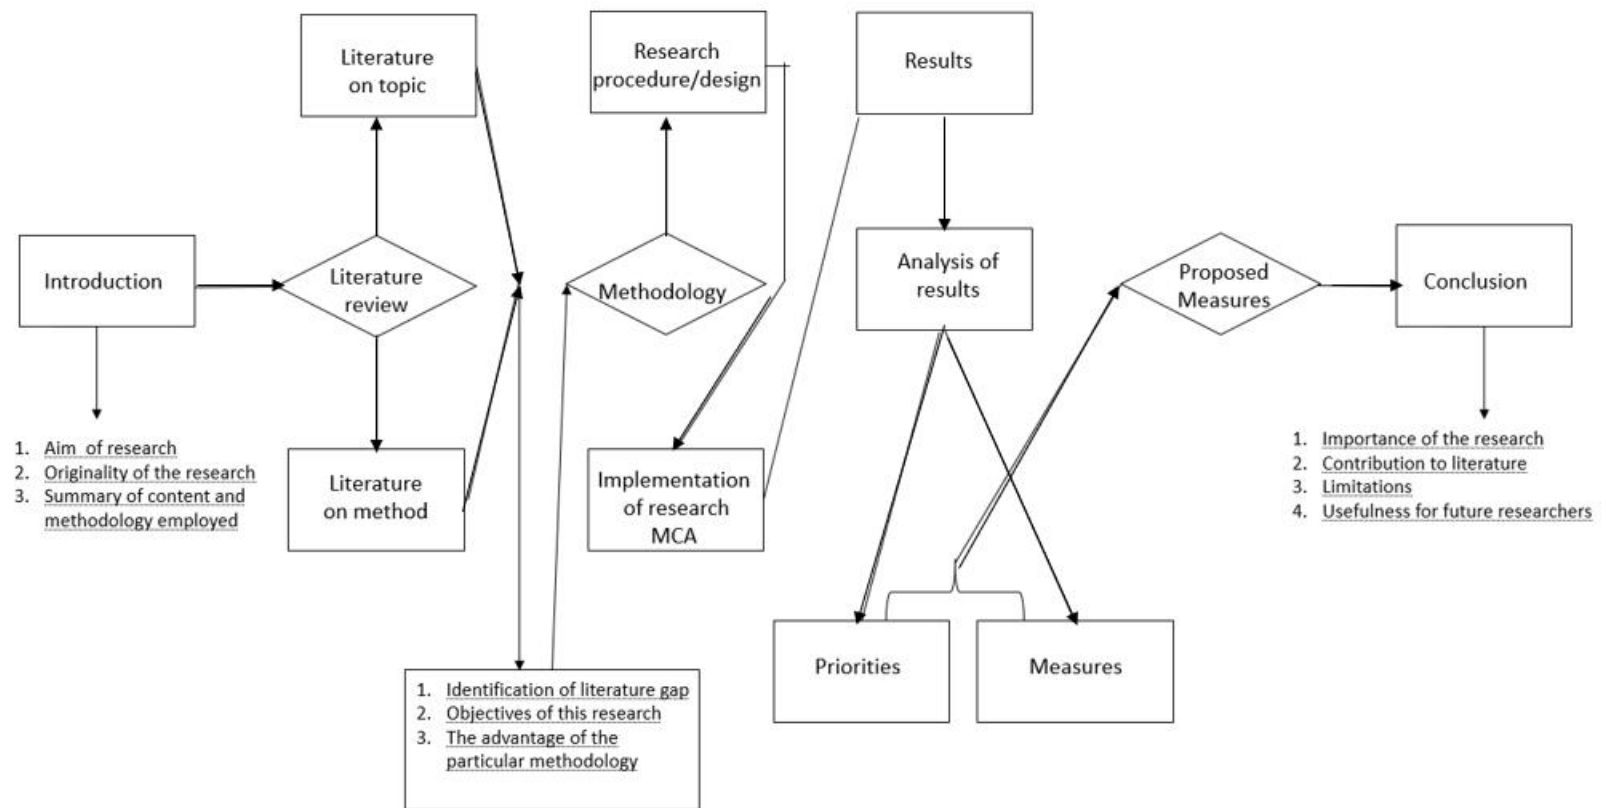 Literature
on topic
Research
procedure/design
Results
Introduction
Literature
review
Methodology
Analysis of
results
Proposed
Measures
Conclusion
1. Aim of research
2. Originality of the research
3. Summary of content and
methodology employed
Literature
on method
Implementation
of research
MCA
1. Importance of the research
2. Contribution to literature
3. Limitations
4. Usefulness for future researchers
1. Identification of literature gap
2. Objectives of this research
3. The advantage of the
particular methodology
Priorities
Measures